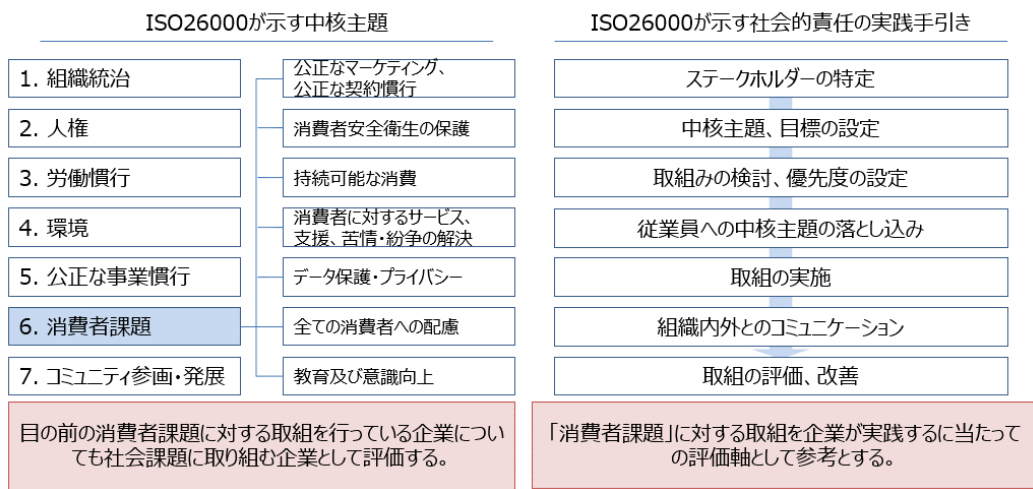 ISO26000が示す中核主題
1. 組織統治
2. 人権
3. 労働慣行
4. 環境
5. 公正な事業慣行
6. 消費者課題
7. コミュニティ参画・発展
公正なマーケティング、
公正な契約慣行
消費者安全衛生の保護
持続可能な消費
消費者に対するサービス、
支援、苦情・紛争の解決
データ保護・プライバシー
全ての消費者への配慮
教育及び意識向上
目の前の消費者課題に対する取組を行っている企業につい
ても社会課題に取り組む企業として評価する。
ISO26000が示す社会的責任の実践手引き
ステークホルダーの特定
中核主題、目標の設定
取組みの検討、優先度の設定
従業員への中核主題の落とし込み
取組の実施
組織内外とのコミュニケーション
取組の評価、改善
「消費者課題」に対する取組を企業が実践するに当たって
の評価軸として参考とする。